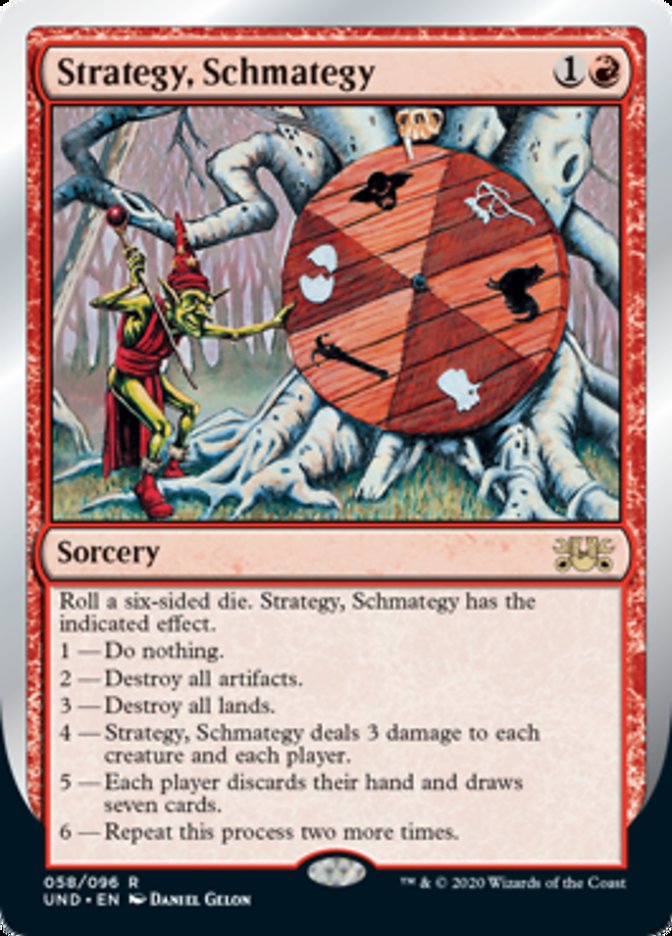 Strategy, Schmategy 1
Sorcery
Roll a six-sided die. Strategy, Schmategy has the
indicated effect.
1 — Do nothing.
2 — Destroy all artifacts.
3 — Destroy all lands.
4 — Strategy, Schmategy deals 3 damage to each
creature and each player.
5 — Each player discards their hand and draws
seven cards.
6 — Repeat this process two more times.
058/096 R
UND • EN Daniel Gelon
™ & © 2020 Wizards of the Coast